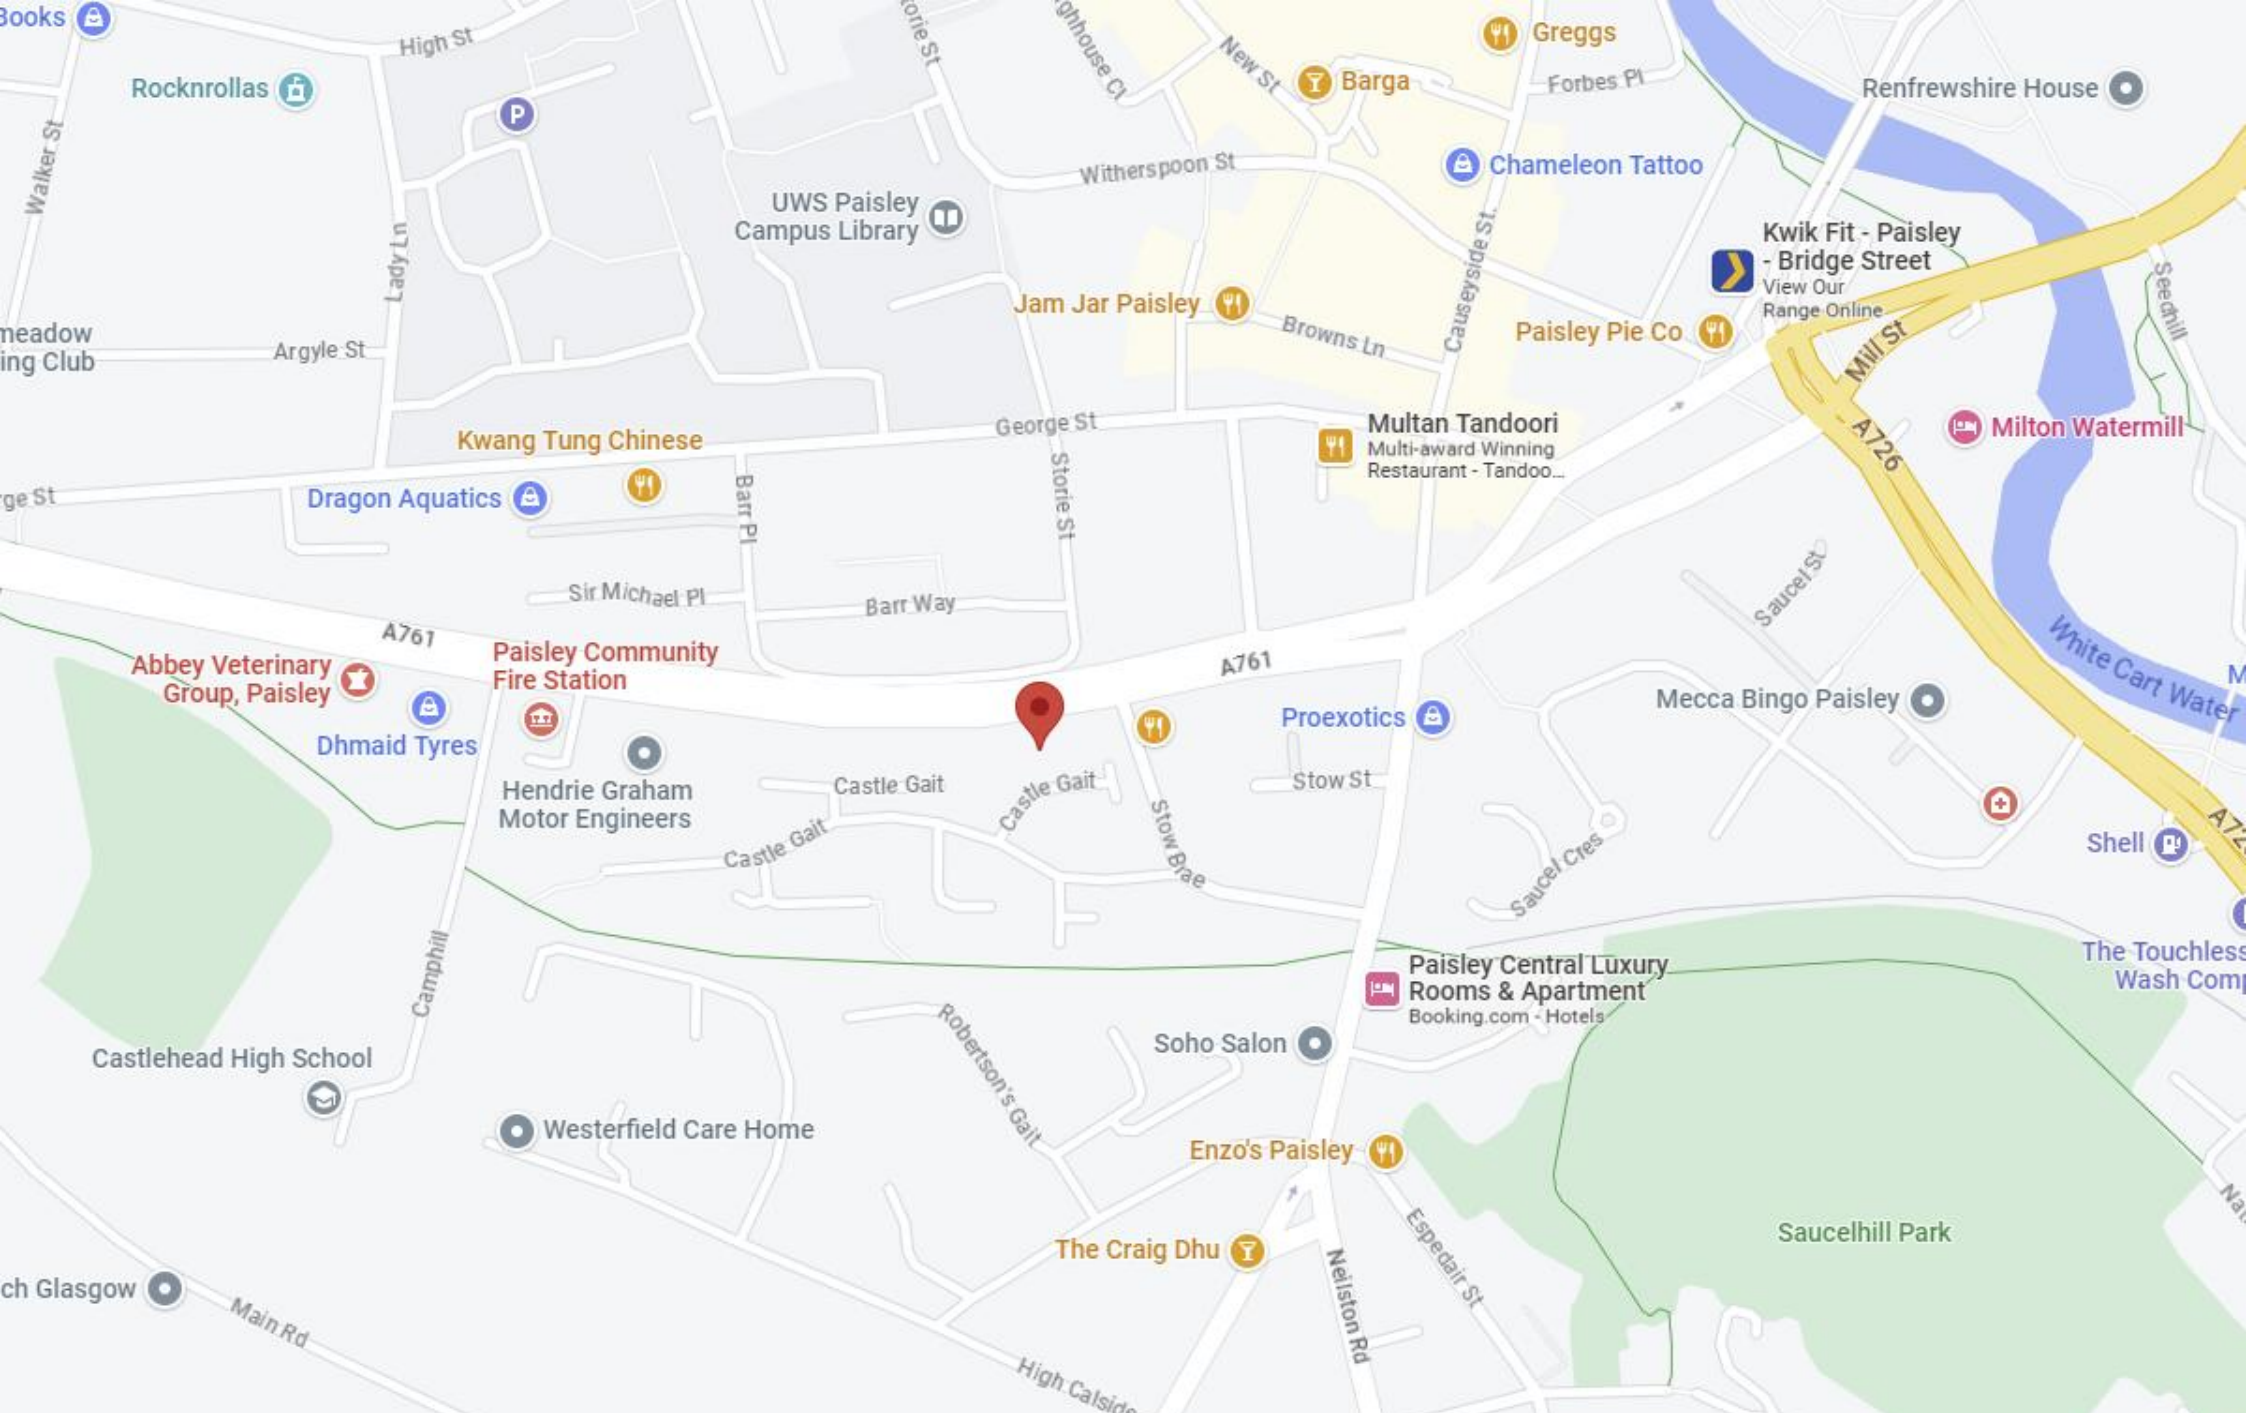 Books
High St
Storie St
New St
Greggs
Barga
Forbes Pl
Renfrewshire House
Rocknrollas
P
Walker St
Witherspoon St
Chameleon Tattoo
UWS Paisley
Campus Library
Lady Ln
Causeyside St.
Kwik Fit - Paisley
- Bridge Street
View Our
Range Online
Seedhill
Jam Jar Paisley
Browns Ln
Paisley Pie Co
Mill St
meadow
ing Club
Argyle St
George St
Multan Tandoori
Multi-award Winning
Restaurant - Tandoo...
A726
Milton Watermill
Kwang Tung Chinese
rge St
Dragon Aquatics
Barr Pl
Storie St
Sir Michael Pl
Barr Way
Saucel St
A761
White Cart Water
Abbey Veterinary
Group, Paisley
Paisley Community
Fire Station
A761
M
Mecca Bingo Paisley
Proexotics
Dhmaid Tyres
Hendrie Graham
Motor Engineers
Castle Gait
Castle Gait
Castle Gait
Stow St
Stow Brae
Saucel Cres
Shell
A72
Camphill
Paisley Central Luxury
Rooms & Apartment
Booking.com - Hotels
The Touchless
Wash Comp
Castlehead High School
Robertson's Gait
Soho Salon
Westerfield Care Home
Enzo's Paisley
Espedair St
Saucelhill Park
The Craig Dhu
Neilston Rd
ch Glasgow
Main Rd
High Calside